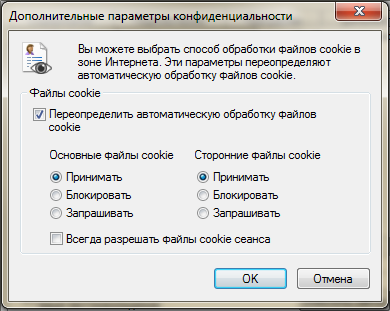 Дополнительные параметры конфиденциальности
Вы можете выбрать способ обработки файлов cookie в
зоне Интернета. Эти параметры переопределяют
автоматическую обработку файлов cookie.
Файлы cookie
Переопределить автоматическую обработку файлов
cookie
Основные файлы cookie Сторонние файлы cookie
Принимать Принимать
Блокировать Блокировать
Запрашивать Запрашивать
Всегда разрешать файлы cookie сеанса
OK Отмена